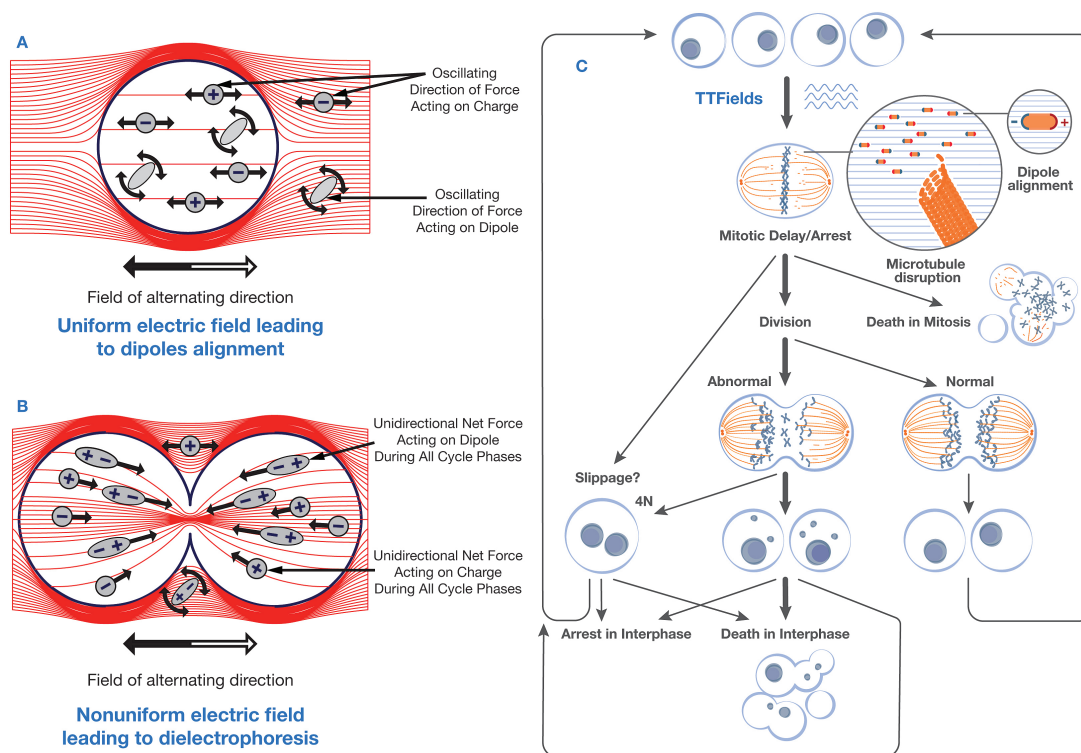 A
Oscillating
Direction of Force
Acting on Charge
+
−
−
−
+
Oscillating
Direction of Force
Acting on Dipole
Field of alternating direction
Uniform electric field leading
to dipoles alignment
B
Unidirectional Net Force
Acting on Dipole
During All Cycle Phases
+
+ −
− +
+
+ −
− +
+
−
−
− +
− +
−
+
+ −
Unidirectional Net Force
Acting on Charge
During All Cycle Phases
Field of alternating direction
Nonuniform electric field
leading to dielectrophoresis
C
TTFields
- +
Dipole
alignment
Mitotic Delay/Arrest
Microtubule
disruption
Division
Death in Mitosis
Abnormal
Normal
Slippage?
4N
Arrest in Interphase
Death in Interphase